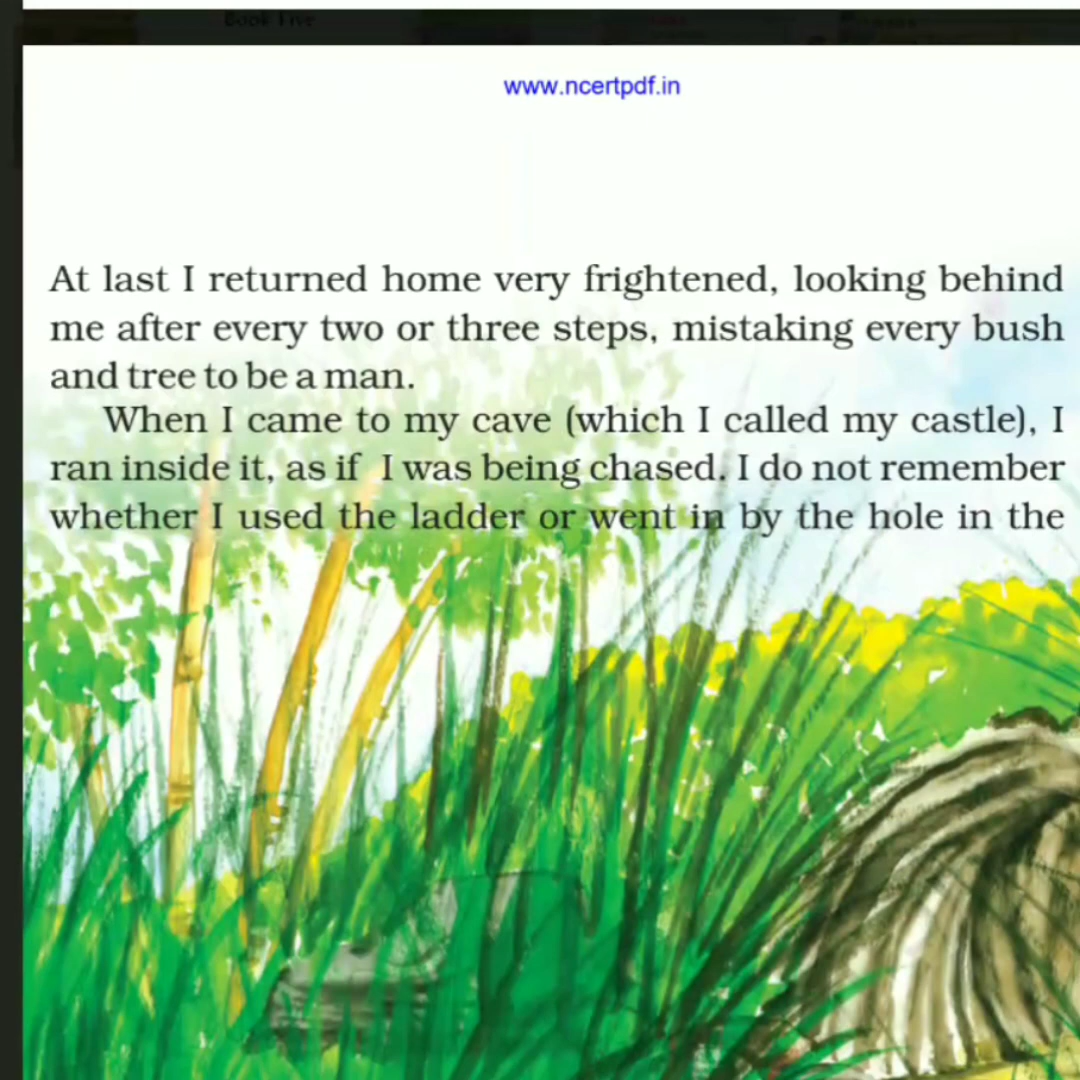 Book Five
www.ncertpdf.in
At last I returned home very frightened, looking behind
me after every two or three steps, mistaking every bush
and tree to be a man.
When I came to my cave (which I called my castle), I
ran inside it, as if I was being chased. I do not remember
whether I used the ladder or went in by the hole in the